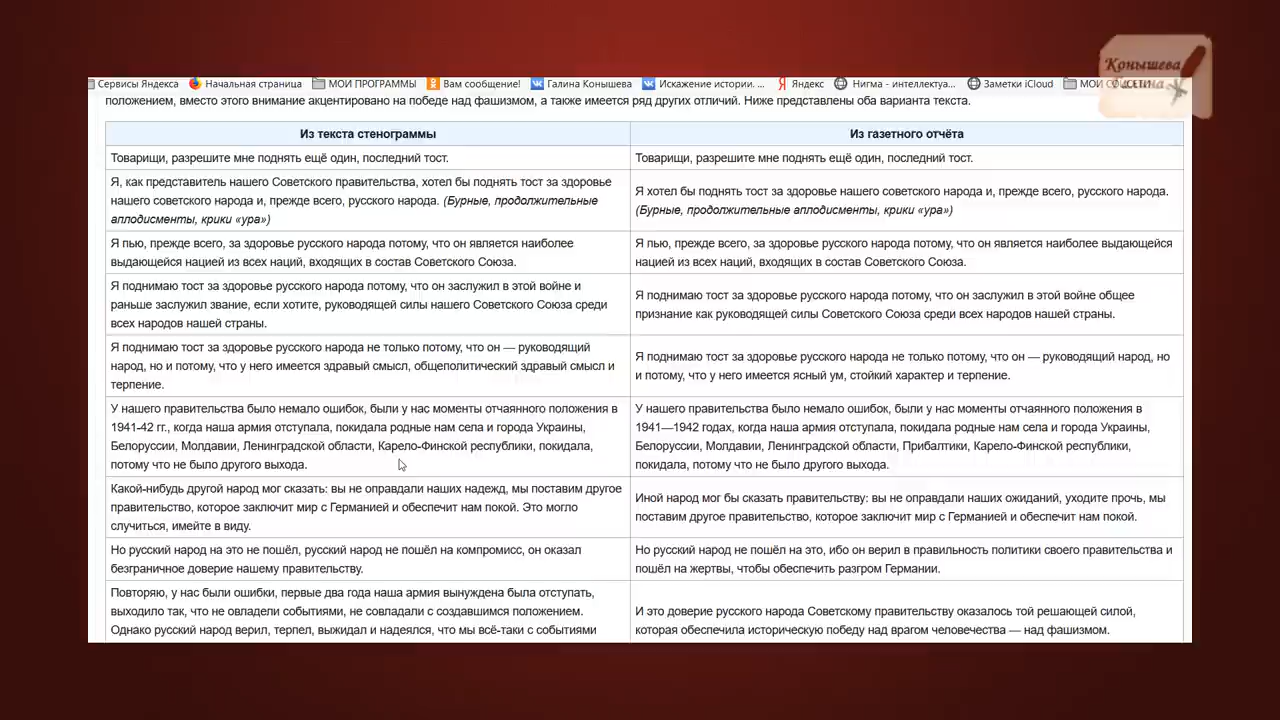 Сервисы Яндекса Начальная страница МОИ ПРОГРАММЫ Вам сообщение! Галина Конышева Искажение истории. ... Яндекс Нигма - интеллектуа... Заметки iCloud
Конышева
положением, вместо этого внимание акцентировано на победе над фашизмом, а также имеется ряд других отличий. Ниже представлены оба варианта текста.
Из текста стенограммы
Из газетного отчёта
Товарищи, разрешите мне поднять ещё один, последний тост.
Товарищи, разрешите мне поднять ещё один, последний тост.
Я, как представитель нашего Советского правительства, хотел бы поднять тост за здоровье
нашего советского народа и, прежде всего, русского народа. (Бурные, продолжительные
аплодисменты, крики «ура»)
Я хотел бы поднять тост за здоровье нашего советского народа и, прежде всего, русского народа.
(Бурные, продолжительные аплодисменты, крики «ура»)
Я пью, прежде всего, за здоровье русского народа потому, что он является наиболее
выдающейся нацией из всех наций, входящих в состав Советского Союза.
Я пью, прежде всего, за здоровье русского народа потому, что он является наиболее выдающейся
нацией из всех наций, входящих в состав Советского Союза.
Я поднимаю тост за здоровье русского народа потому, что он заслужил в этой войне и
раньше заслужил звание, если хотите, руководящей силы нашего Советского Союза среди
всех народов нашей страны.
Я поднимаю тост за здоровье русского народа потому, что он заслужил в этой войне общее
признание как руководящей силы Советского Союза среди всех народов нашей страны.
Я поднимаю тост за здоровье русского народа не только потому, что он — руководящий
народ, но и потому, что у него имеется здравый смысл, общеполитический здравый смысл и
терпение.
Я поднимаю тост за здоровье русского народа не только потому, что он — руководящий народ, но
и потому, что у него имеется ясный ум, стойкий характер и терпение.
У нашего правительства было немало ошибок, были у нас моменты отчаянного положения в
1941-42 гг., когда наша армия отступала, покидала родные нам села и города Украины,
Белоруссии, Молдавии, Ленинградской области, Карело-Финской республики, покидала,
потому что не было другого выхода.
У нашего правительства было немало ошибок, были у нас моменты отчаянного положения в
1941—1942 годах, когда наша армия отступала, покидала родные нам села и города Украины,
Белоруссии, Молдавии, Ленинградской области, Прибалтики, Карело-Финской республики,
покидала, потому что не было другого выхода.
Какой-нибудь другой народ мог сказать: вы не оправдали наших надежд, мы поставим другое
правительство, которое заключит мир с Германией и обеспечит нам покой. Это могло
случиться, имейте в виду.
Иной народ мог бы сказать правительству: вы не оправдали наших ожиданий, уходите прочь, мы
поставим другое правительство, которое заключит мир с Германией и обеспечит нам покой.
Но русский народ на это не пошёл, русский народ не пошёл на компромисс, он оказал
безграничное доверие нашему правительству.
Но русский народ не пошёл на это, ибо он верил в правильность политики своего правительства и
пошёл на жертвы, чтобы обеспечить разгром Германии.
Повторяю, у нас были ошибки, первые два года наша армия вынуждена была отступать,
выходило так, что не овладели событиями, не совладали с создавшимся положением.
Однако русский народ верил, терпел, выжидал и надеялся, что мы всё-таки с событиями
И это доверие русского народа Советскому правительству оказалось той решающей силой,
которая обеспечила историческую победу над врагом человечества — над фашизмом.